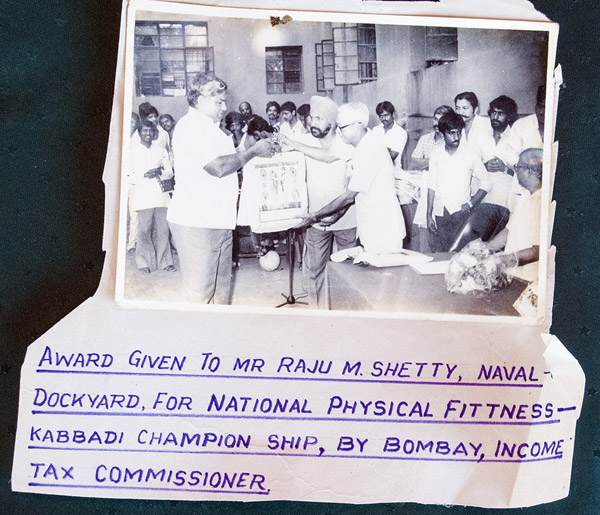 AWARD GIVEN TO MR RAJU M. SHETTY, NAVAL-
DOCKYARD, FOR NATIONAL PHYSICAL FITTNESS-
KABBADI CHAMPION SHIP, BY BOMBAY, INCOME
TAX COMMISSIONER.